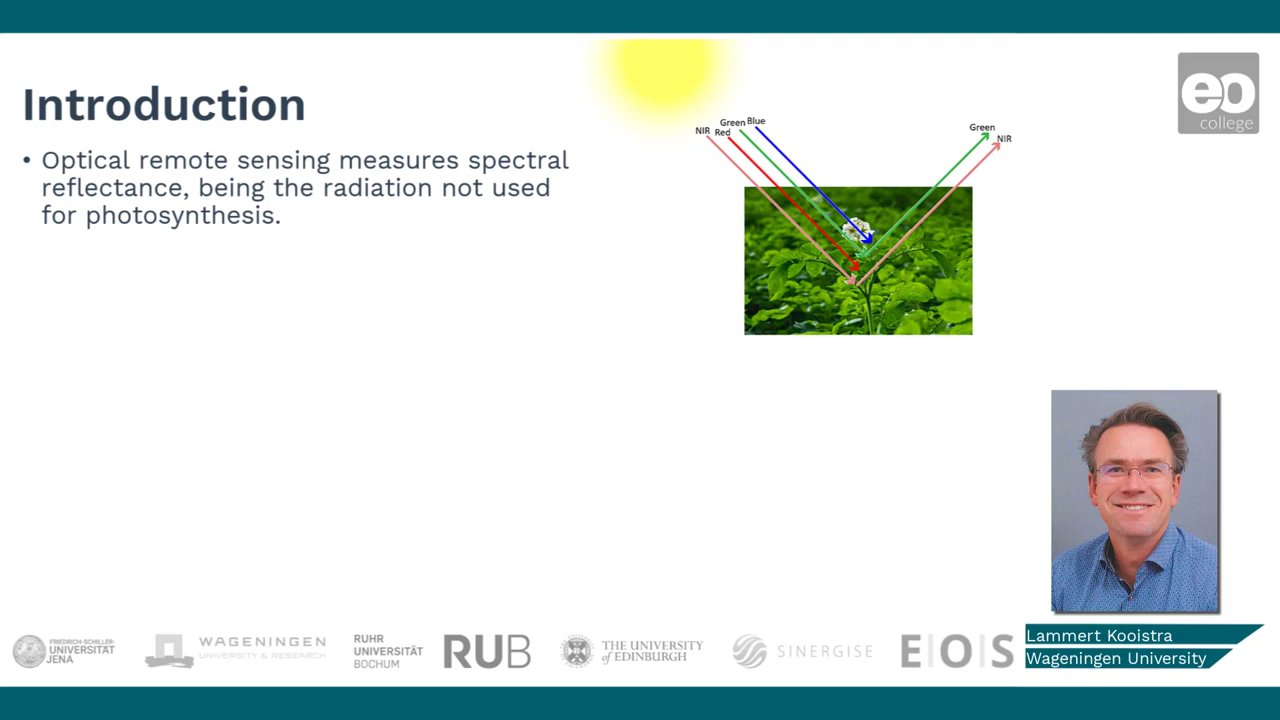 Introduction
• Optical remote sensing measures spectral
reflectance, being the radiation not used
for photosynthesis.
NIR Red Green Blue
Green
NIR
eo
college
Lammert Kooistra
Wageningen University
FRIEDRICH-SCHILLER-
UNIVERSITÄT
JENA
WAGENINGEN
UNIVERSITY & RESEARCH
RUHR
UNIVERSITÄT
BOCHUM
RUB
THE UNIVERSITY
of EDINBURGH
SINERGISE
E|O|S